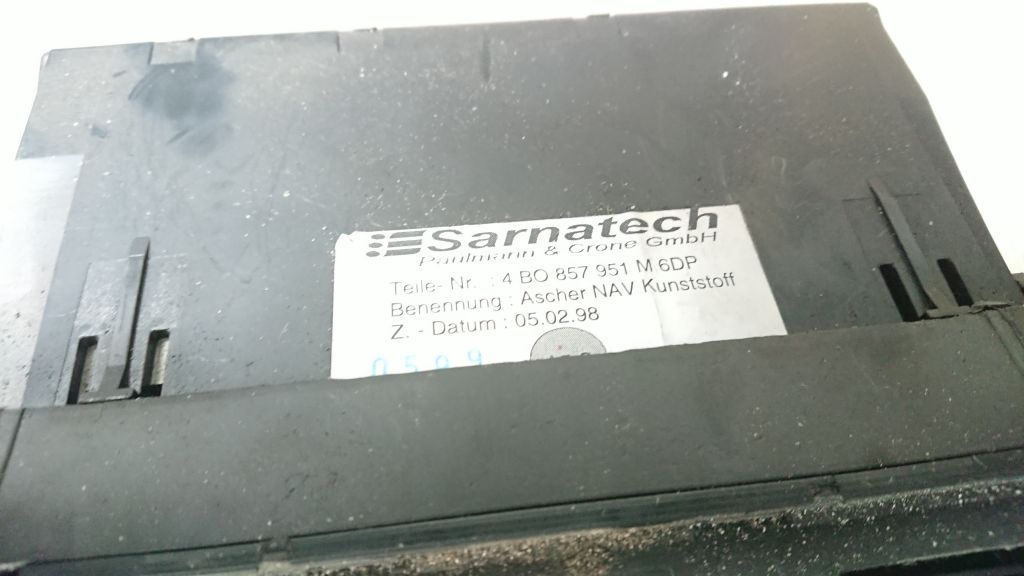 Sarnatech
Paulmann & Crone GmbH
Teile- Nr. : 4 BO 857 951 M 6DP
Benennung : Ascher NAV Kunststoff
Z. - Datum : 05.02.98